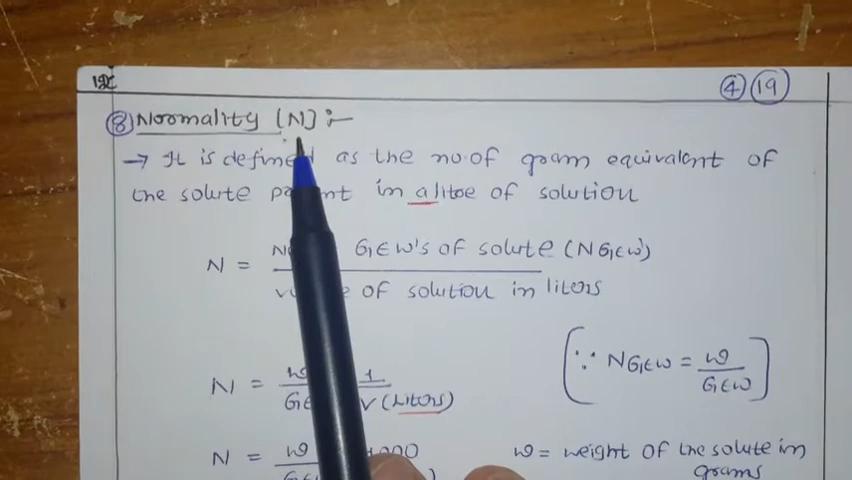 ④ ⑲
⑧ Normality [N] :-
→ It is defined as the no. of gram equivalent of
the solute in a litre of solution
N = GEW's of solute (NGEW)
of solution in liters
N = 1 (∵ NGEW = w
V (Liters) GEW)
N = w = weight of the solute in
grams